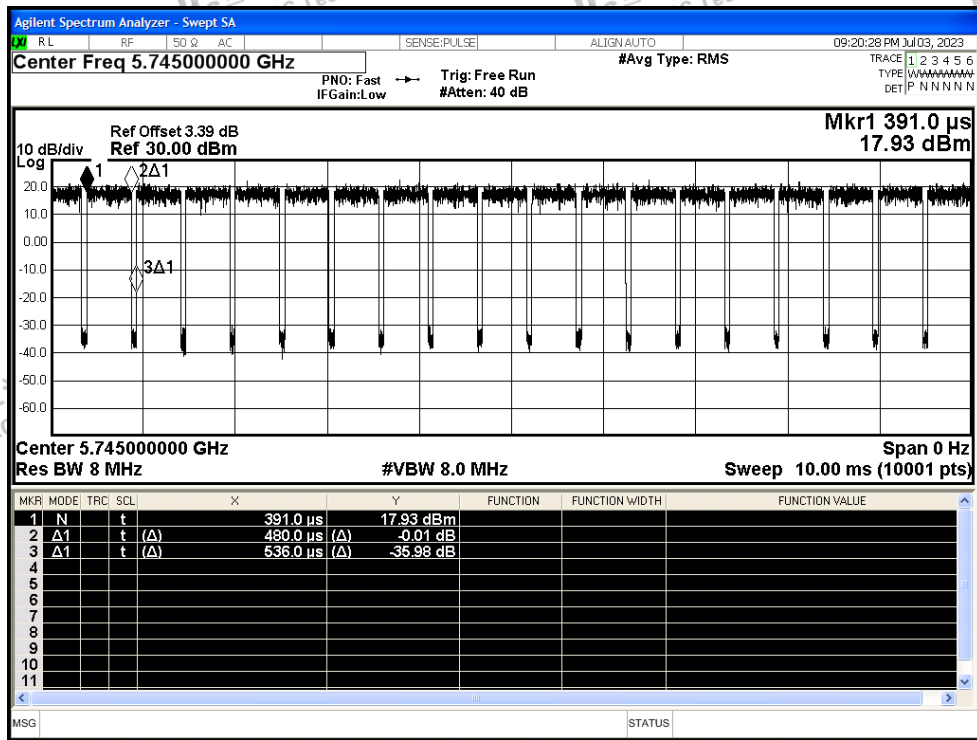 Agilent Spectrum Analyzer - Swept SA
LXI RL RF 50 Ω AC SENSE:PULSE ALIGN AUTO 09:20:28 PM Jul 03, 2023
Center Freq 5.745000000 GHz
PNO: Fast
IFGain:Low
Trig: Free Run
#Atten: 40 dB
#Avg Type: RMS
TRACE 1 2 3 4 5 6
TYPE WWWWWW
DET P N N N N N
Mkr1 391.0 µs
17.93 dBm
Ref Offset 3.39 dB
10 dB/div Ref 30.00 dBm
Log
1
2Δ1
3Δ1
20.0
10.0
0.00
-10.0
-20.0
-30.0
-40.0
-50.0
-60.0
Center 5.745000000 GHz Span 0 Hz
Res BW 8 MHz #VBW 8.0 MHz Sweep 10.00 ms (10001 pts)
MKR MODE TRC SCL X Y FUNCTION FUNCTION WIDTH FUNCTION VALUE
1 N t 391.0 µs 17.93 dBm
2 Δ1 t (Δ) 480.0 µs (Δ) -0.01 dB
3 Δ1 t (Δ) 536.0 µs (Δ) -35.98 dB
4
5
6
7
8
9
10
11
MSG STATUS